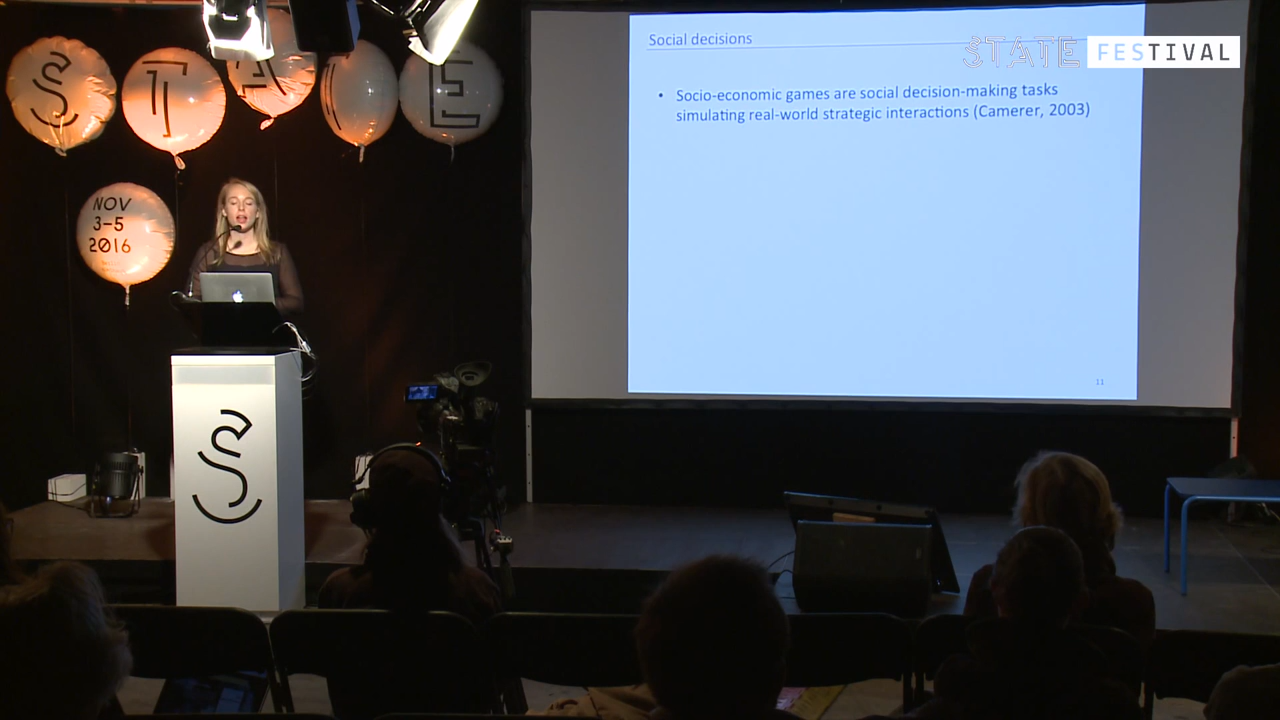 STATE
NOV
3-5
2016
S
Social decisions
STATE FESTIVAL
• Socio-economic games are social decision-making tasks
simulating real-world strategic interactions (Camerer, 2003)
11